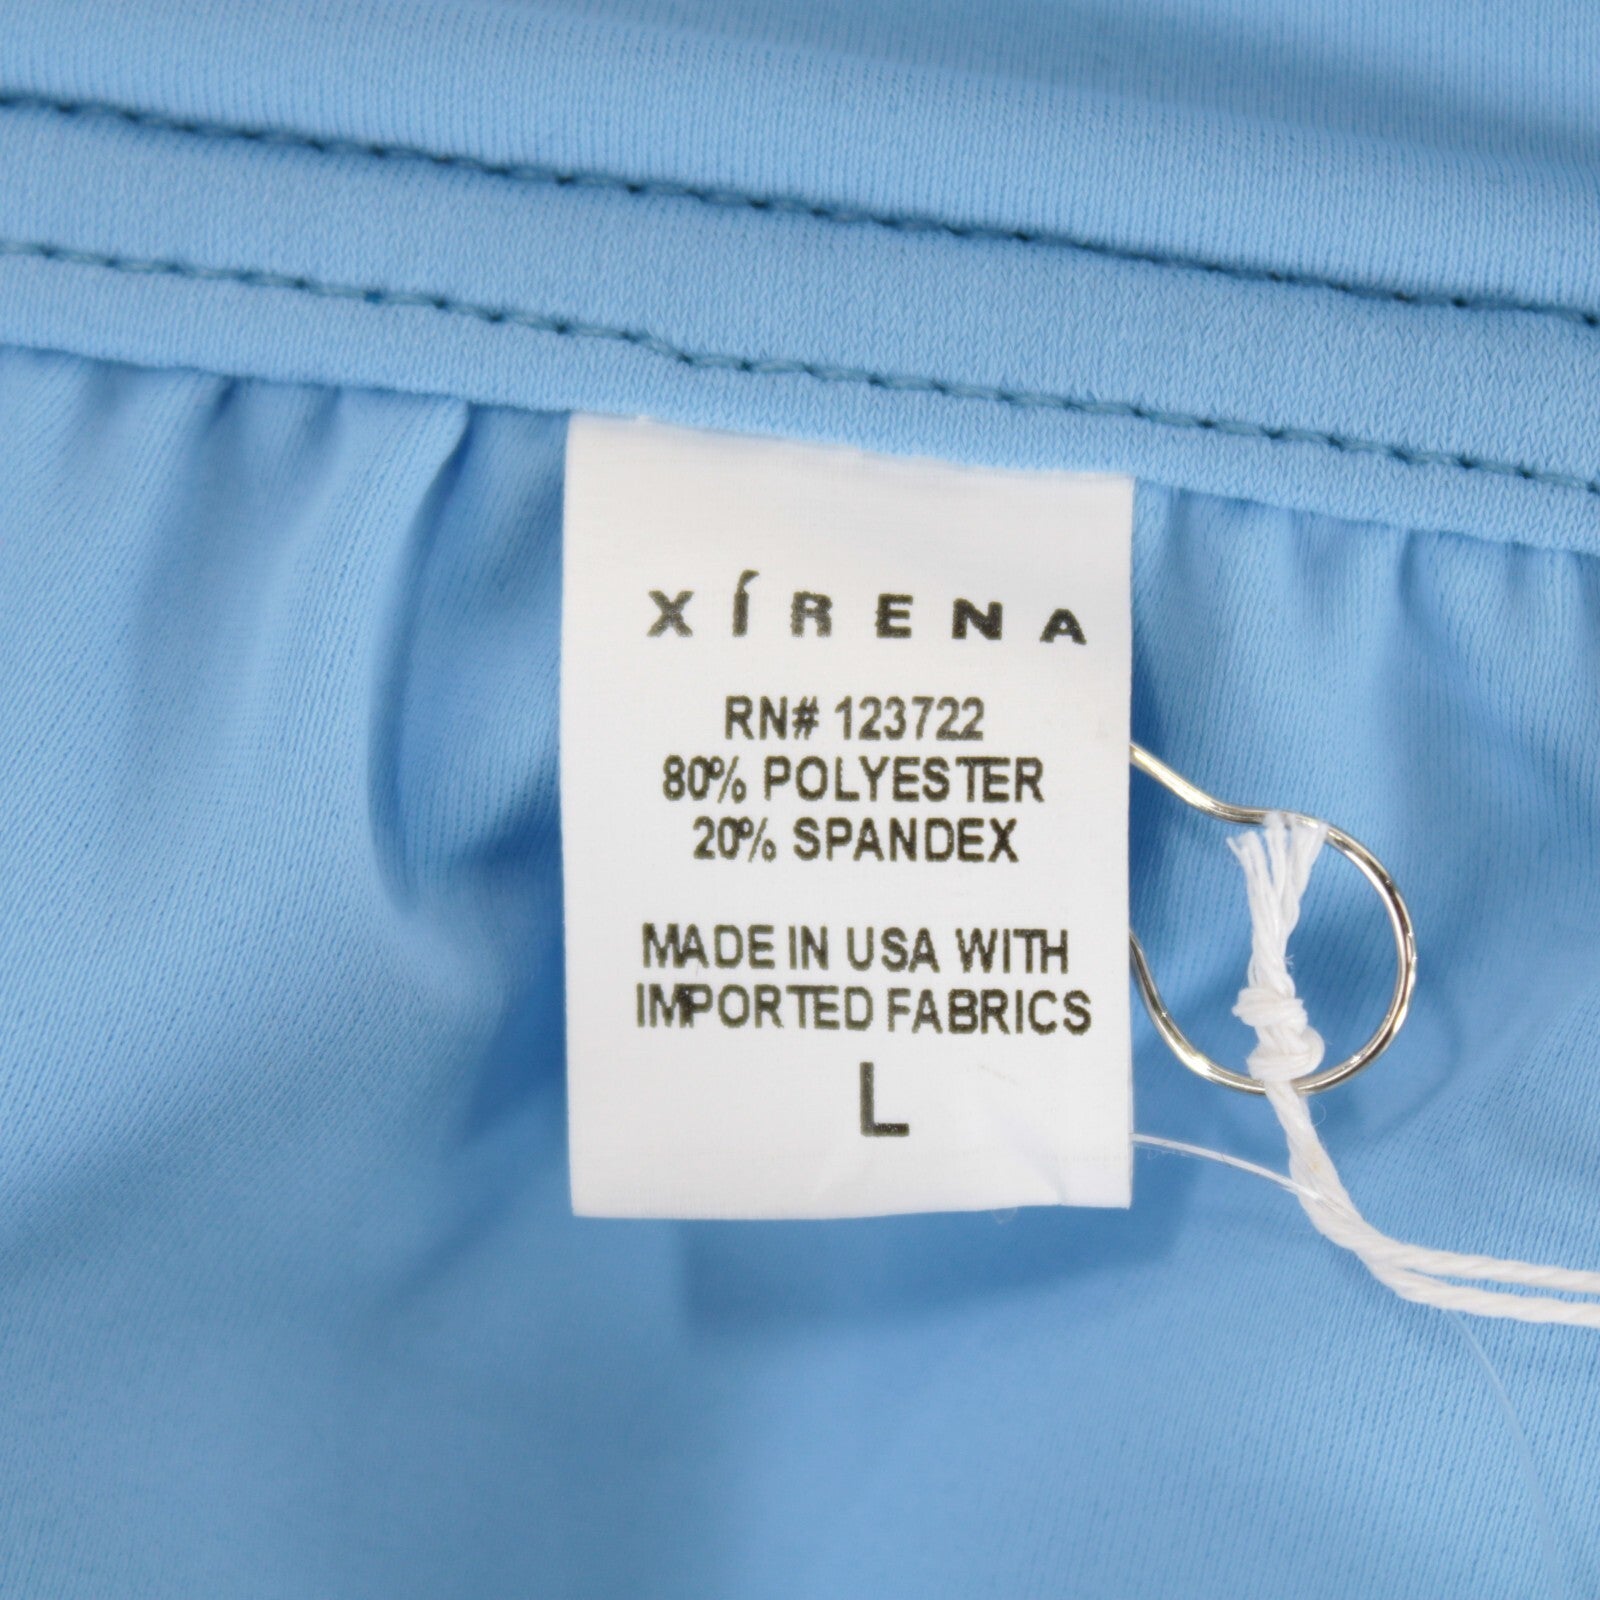 XÍRENA
RN# 123722
80% POLYESTER
20% SPANDEX
MADE IN USA WITH
IMPORTED FABRICS
L